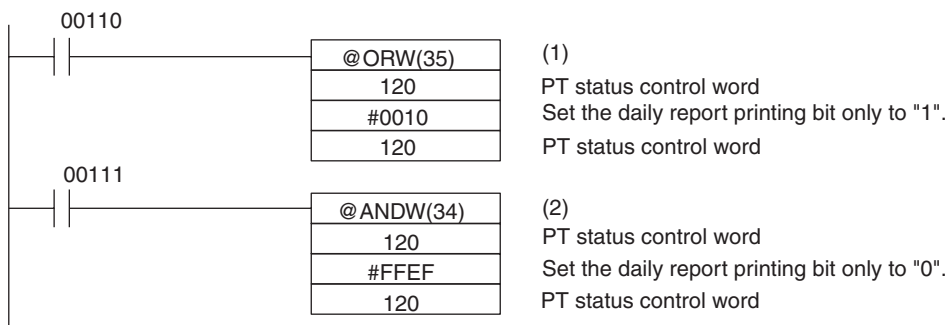 00110
@ORW(35) (1)
120 PT status control word
#0010 Set the daily report printing bit only to "1".
120 PT status control word
00111
@ANDW(34) (2)
120 PT status control word
#FFEF Set the daily report printing bit only to "0".
120 PT status control word